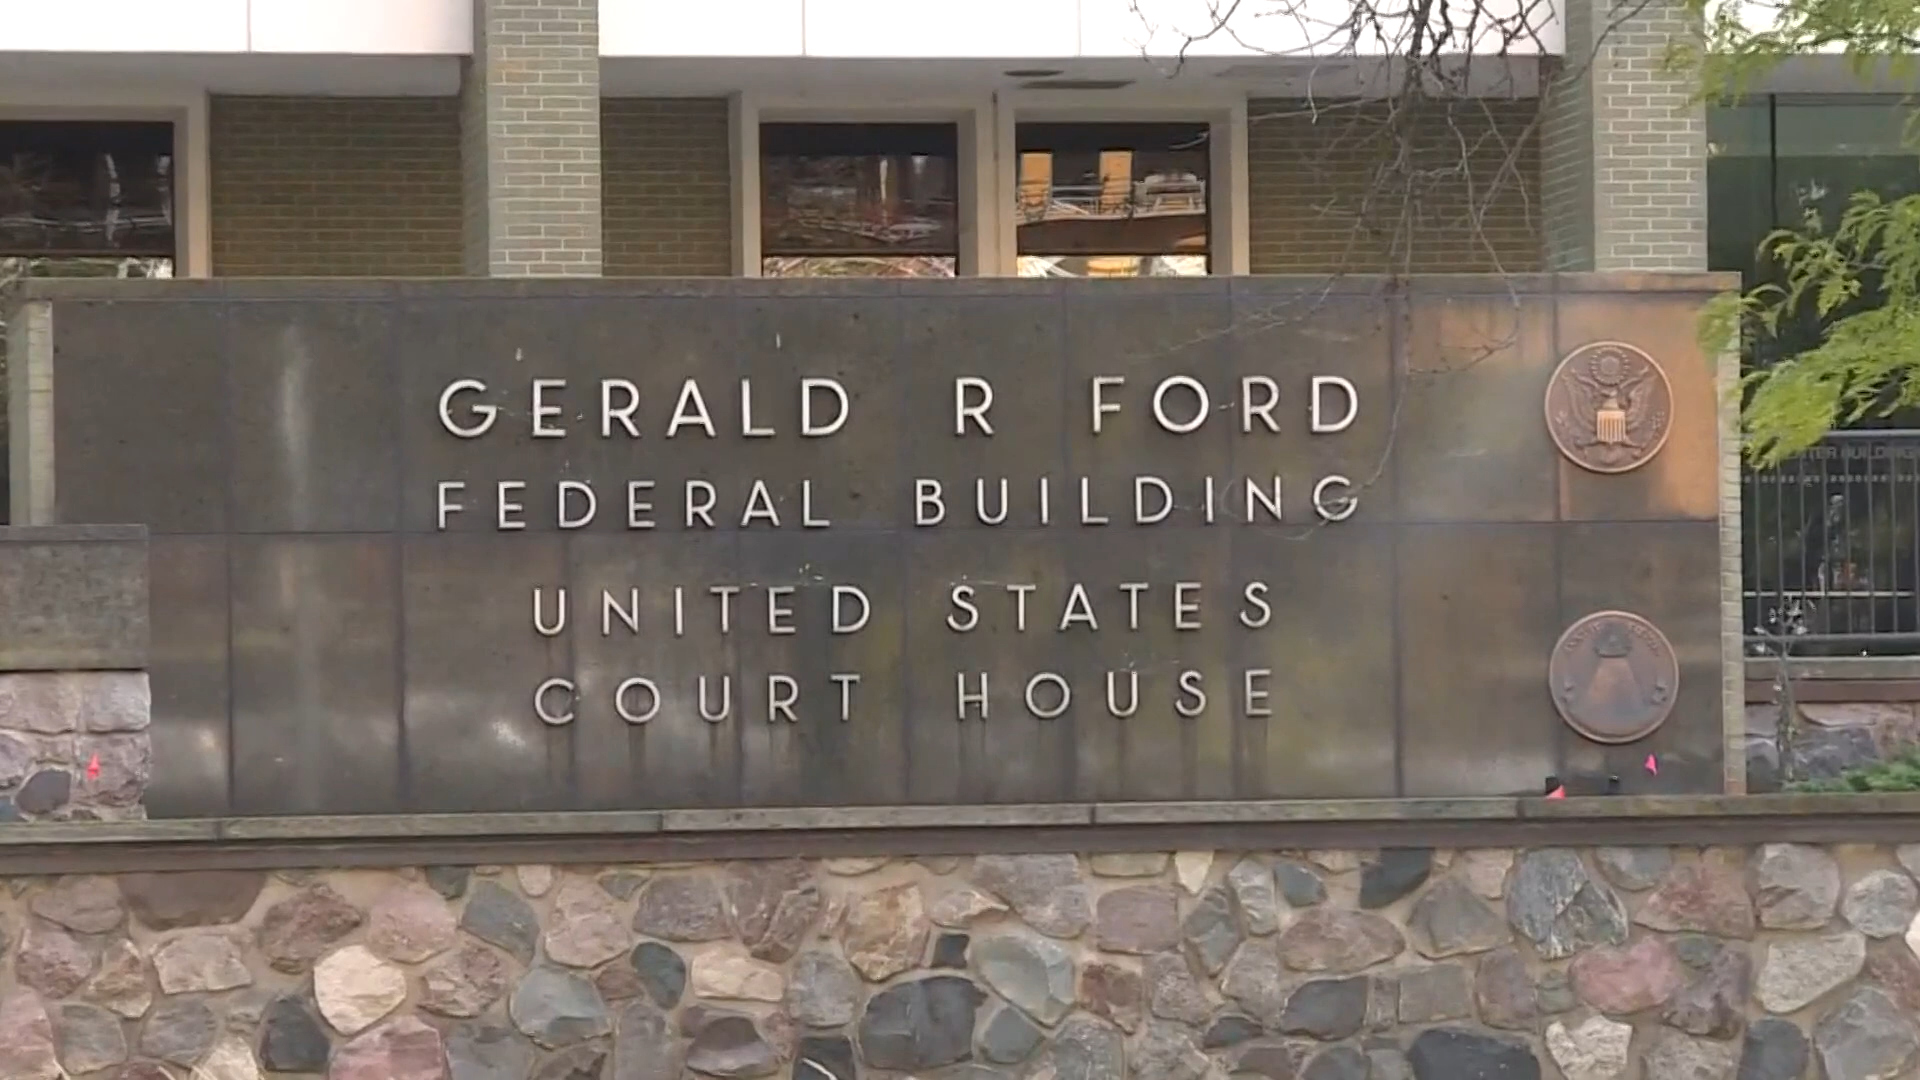 GERALD R FORD
FEDERAL BUILDING
UNITED STATES
COURT HOUSE